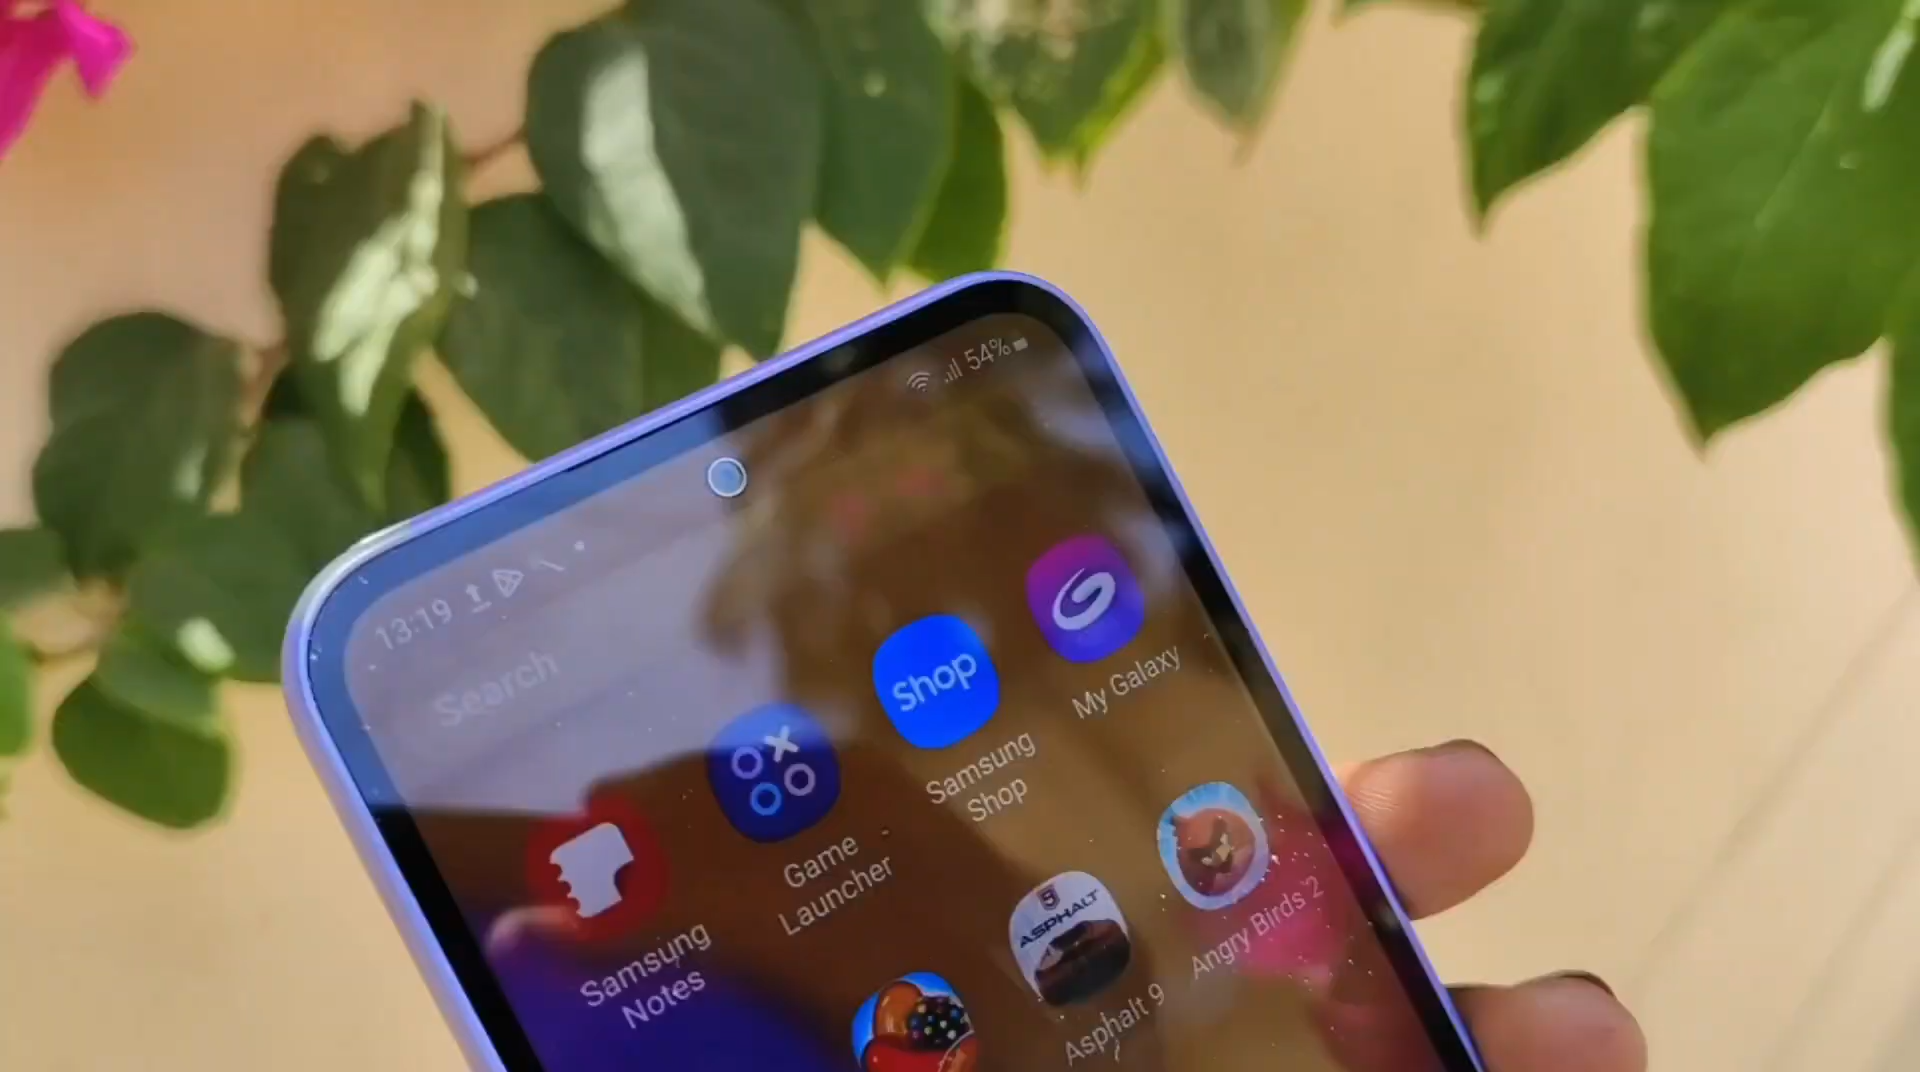 13:19
54%
Search
Shop
My Galaxy
Samsung
Shop
Game
Launcher
Samsung
Notes
Angry Birds 2
ASPHALT
Asphalt 9